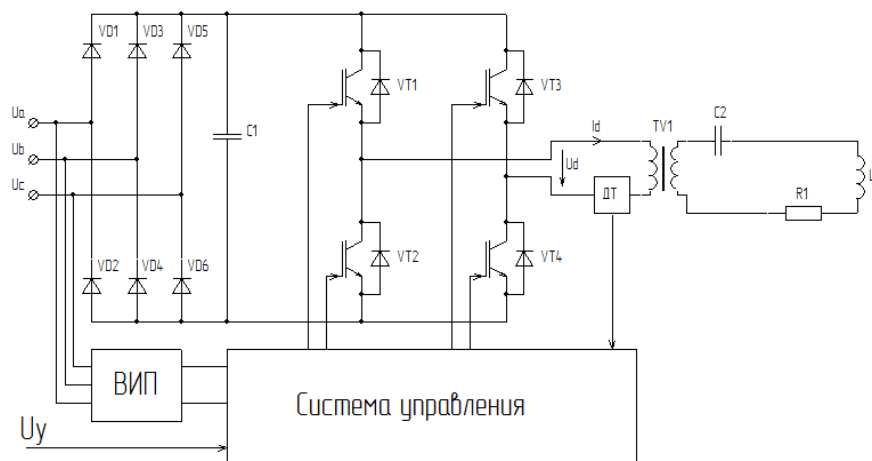 VD1
VD3
VD5
VT1
VT3
Ua
Ub
Uc
C1
Id
TV1
C2
Ud
ДТ
R1
L
VD2
VD4
VD6
VT2
VT4
ВИП
Система управления
Uy